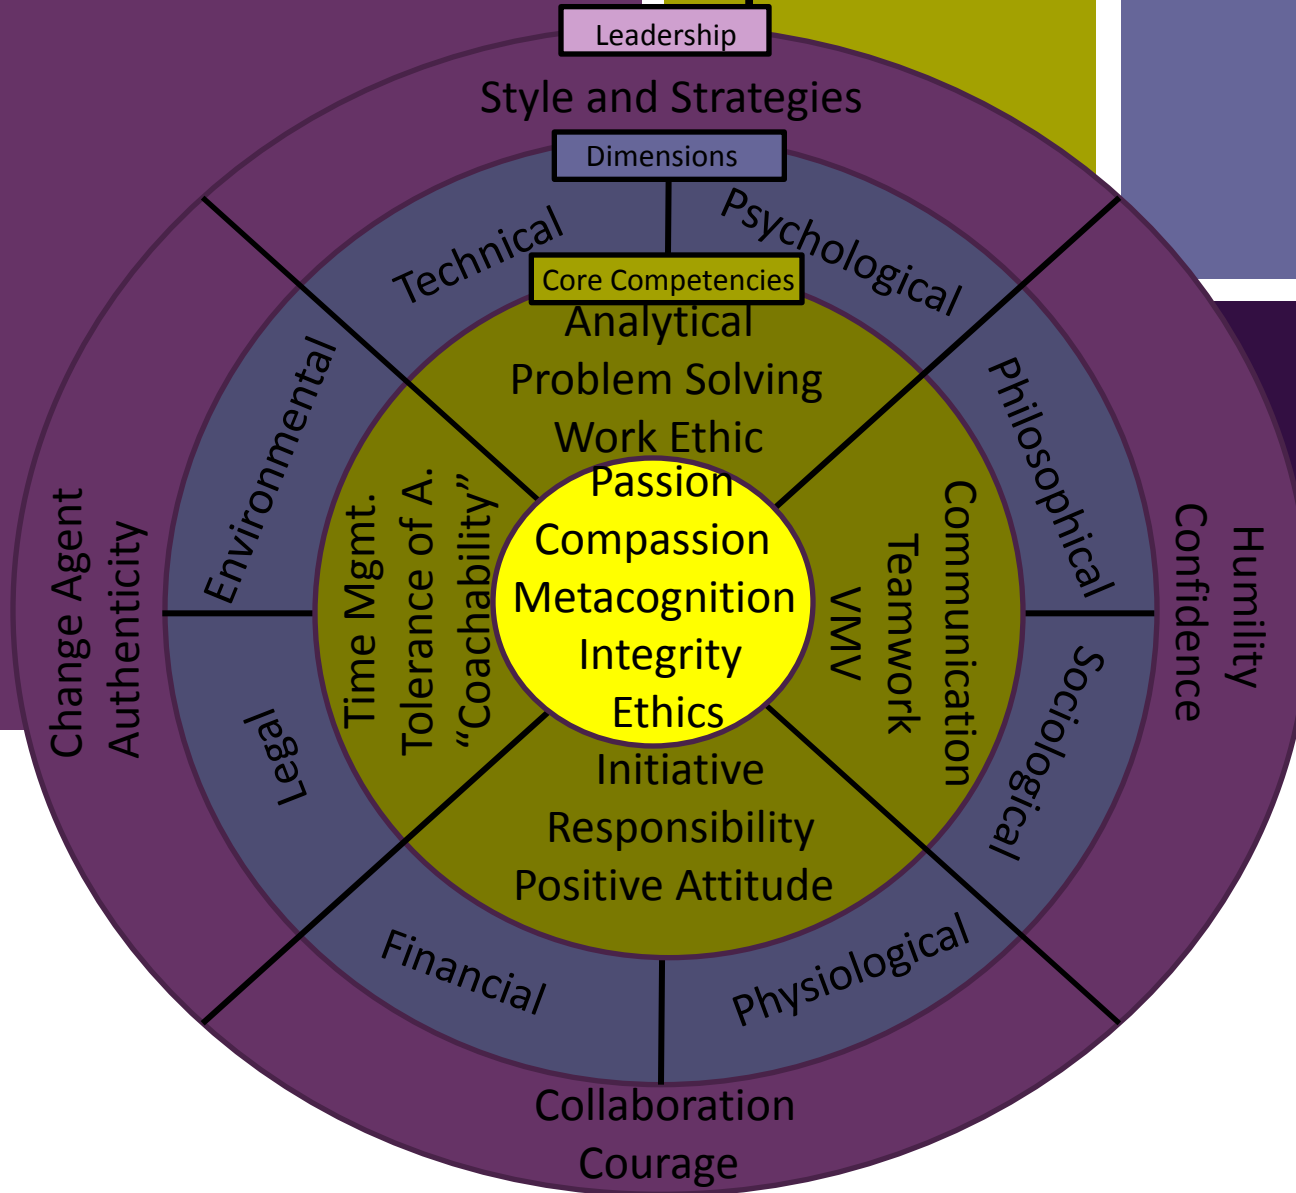 Leadership
Style and Strategies
Dimensions
Technical
Psychological
Core Competencies
Analytical
Problem Solving
Work Ethic
Environmental
Philosophical
Passion
Compassion
Metacognition
Integrity
Ethics
Change Agent
Authenticity
Time Mgmt.
Tolerance of A.
“Coachability”
Communication
Teamwork
VMV
Humility
Confidence
Legal
Sociological
Initiative
Responsibility
Positive Attitude
Financial
Physiological
Collaboration
Courage